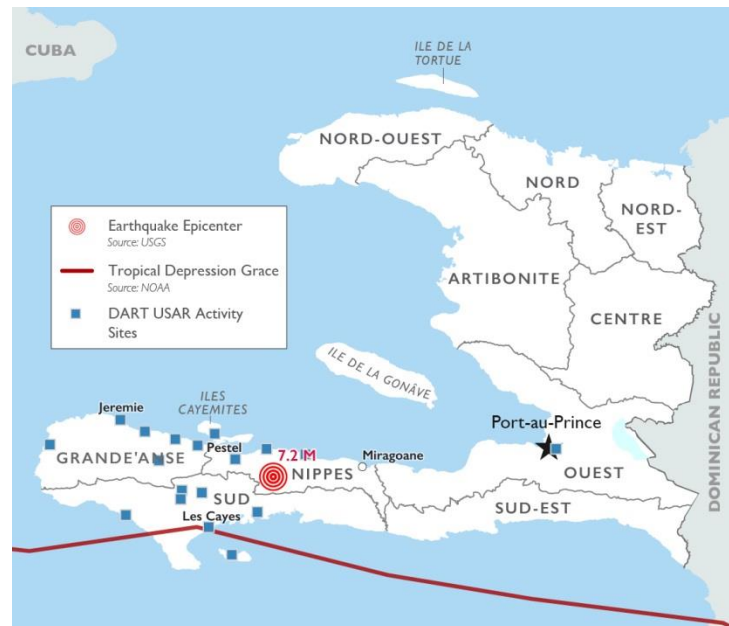 CUBA
ILE DE LA
TORTUE
NORD-OUEST
NORD
NORD-
EST
Earthquake Epicenter
Source: USGS
Tropical Depression Grace
Source: NOAA
DART USAR Activity
Sites
ARTIBONITE
CENTRE
DOMINICAN REPUBLIC
ILE DE LA GONÂVE
ILES
CAYEMITES
Jeremie
Port-au-Prince
Pestel
7.2 M
Miragoane
GRANDE'ANSE
NIPPES
OUEST
SUD
SUD-EST
Les Cayes